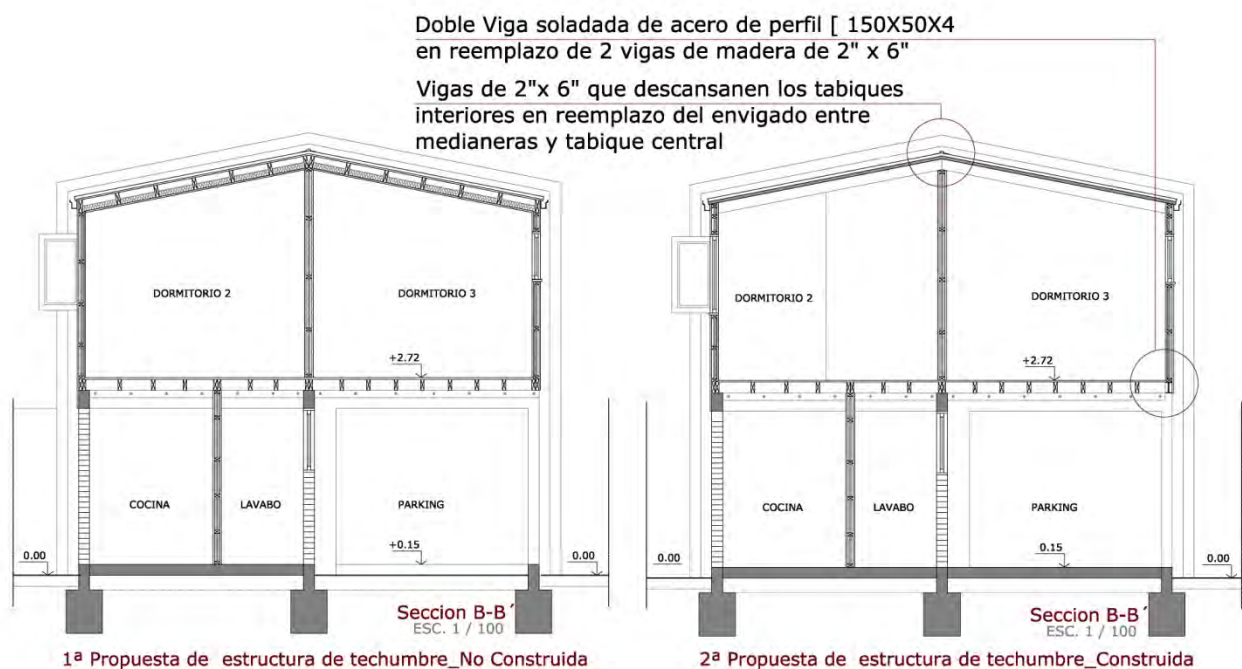 Doble Viga soladada de acero de perfil [ 150X50X4
en reemplazo de 2 vigas de madera de 2" x 6"
Vigas de 2"x 6" que descansanen los tabiques
interiores en reemplazo del envigado entre
medianeras y tabique central
DORMITORIO 2
DORMITORIO 3
+2.72
COCINA
LAVABO
PARKING
+0.15
0.00
0.00
Seccion B-B´
ESC. 1 / 100
1ª Propuesta de estructura de techumbre_No Construida
DORMITORIO 2
DORMITORIO 3
+2.72
COCINA
LAVABO
PARKING
0.15
0.00
0.00
Seccion B-B´
ESC. 1 / 100
2ª Propuesta de estructura de techumbre_Construida